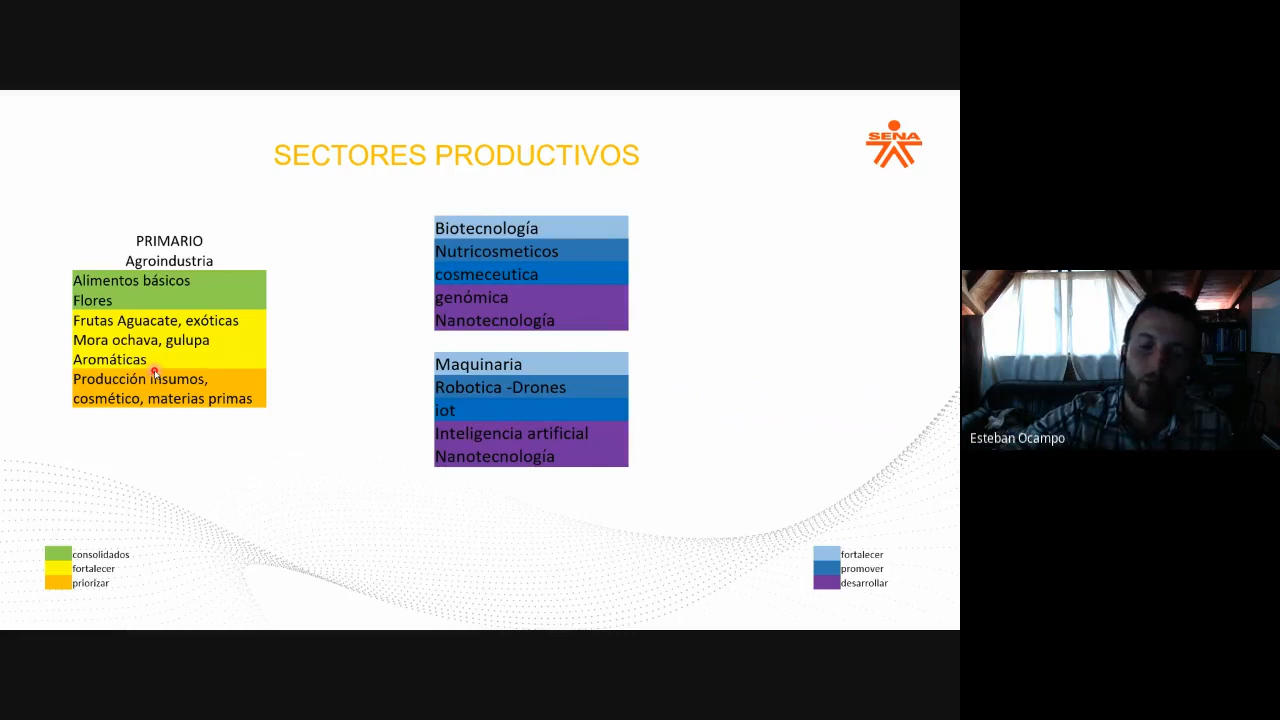 SENA
SECTORES PRODUCTIVOS
PRIMARIO
Agroindustria
Alimentos básicos
Flores
Frutas Aguacate, exóticas
Mora ochava, gulupa
Aromáticas
Producción insumos,
cosmético, materias primas
Biotecnología
Nutricosmeticos
cosmeceutica
genómica
Nanotecnología
Maquinaria
Robotica -Drones
iot
Inteligencia artificial
Nanotecnología
consolidados
fortalecer
priorizar
fortalecer
promover
desarrollar
Esteban Ocampo